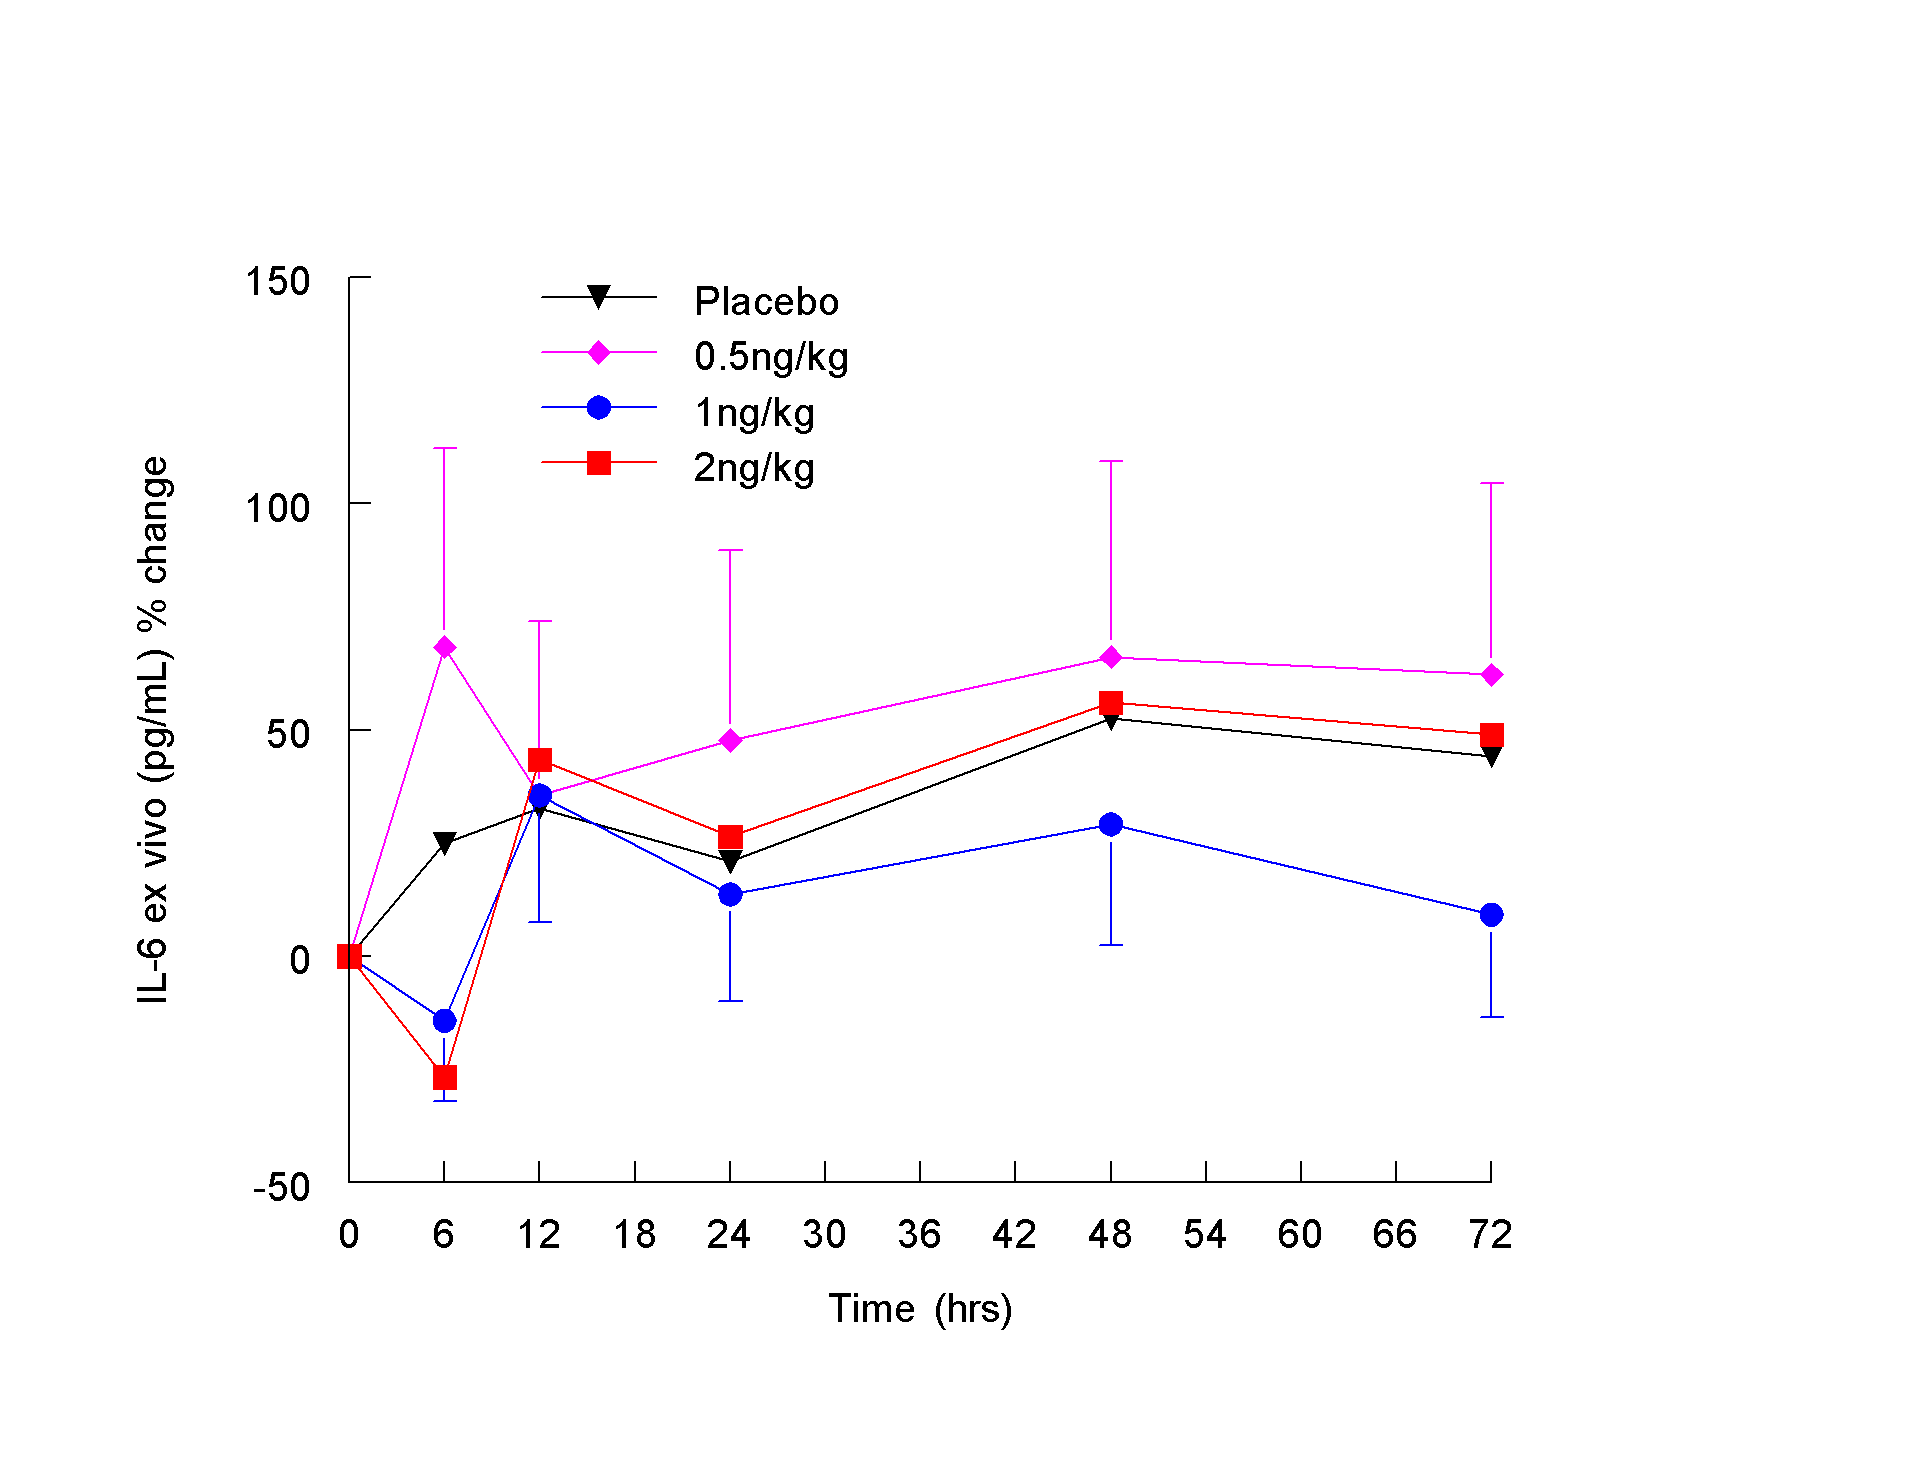 150
100
50
0
-50
IL-6 ex vivo (pg/mL) % change
Placebo
0.5ng/kg
1ng/kg
2ng/kg
0 6 12 18 24 30 36 42 48 54 60 66 72
Time (hrs)